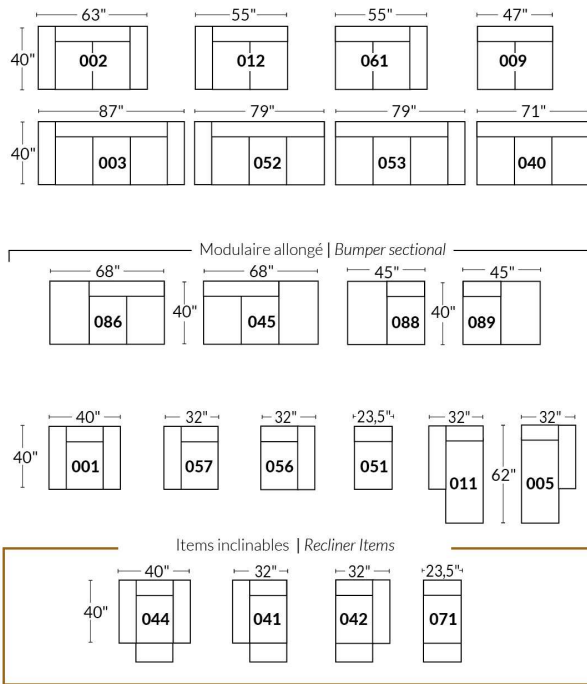 63" 55" 55" 47"
40" 002 012 061 009
87" 79" 79" 71"
40" 003 052 053 040
Modulaire allongé | Bumper sectional
68" 68" 45" 45"
086 40" 045 088 40" 089
40" 32" 32" 23,5" 32" 32"
40" 001 057 056 051 011 62" 005
Items inclinables | Recliner Items
40" 32" 32" 23,5"
40" 044 041 042 071